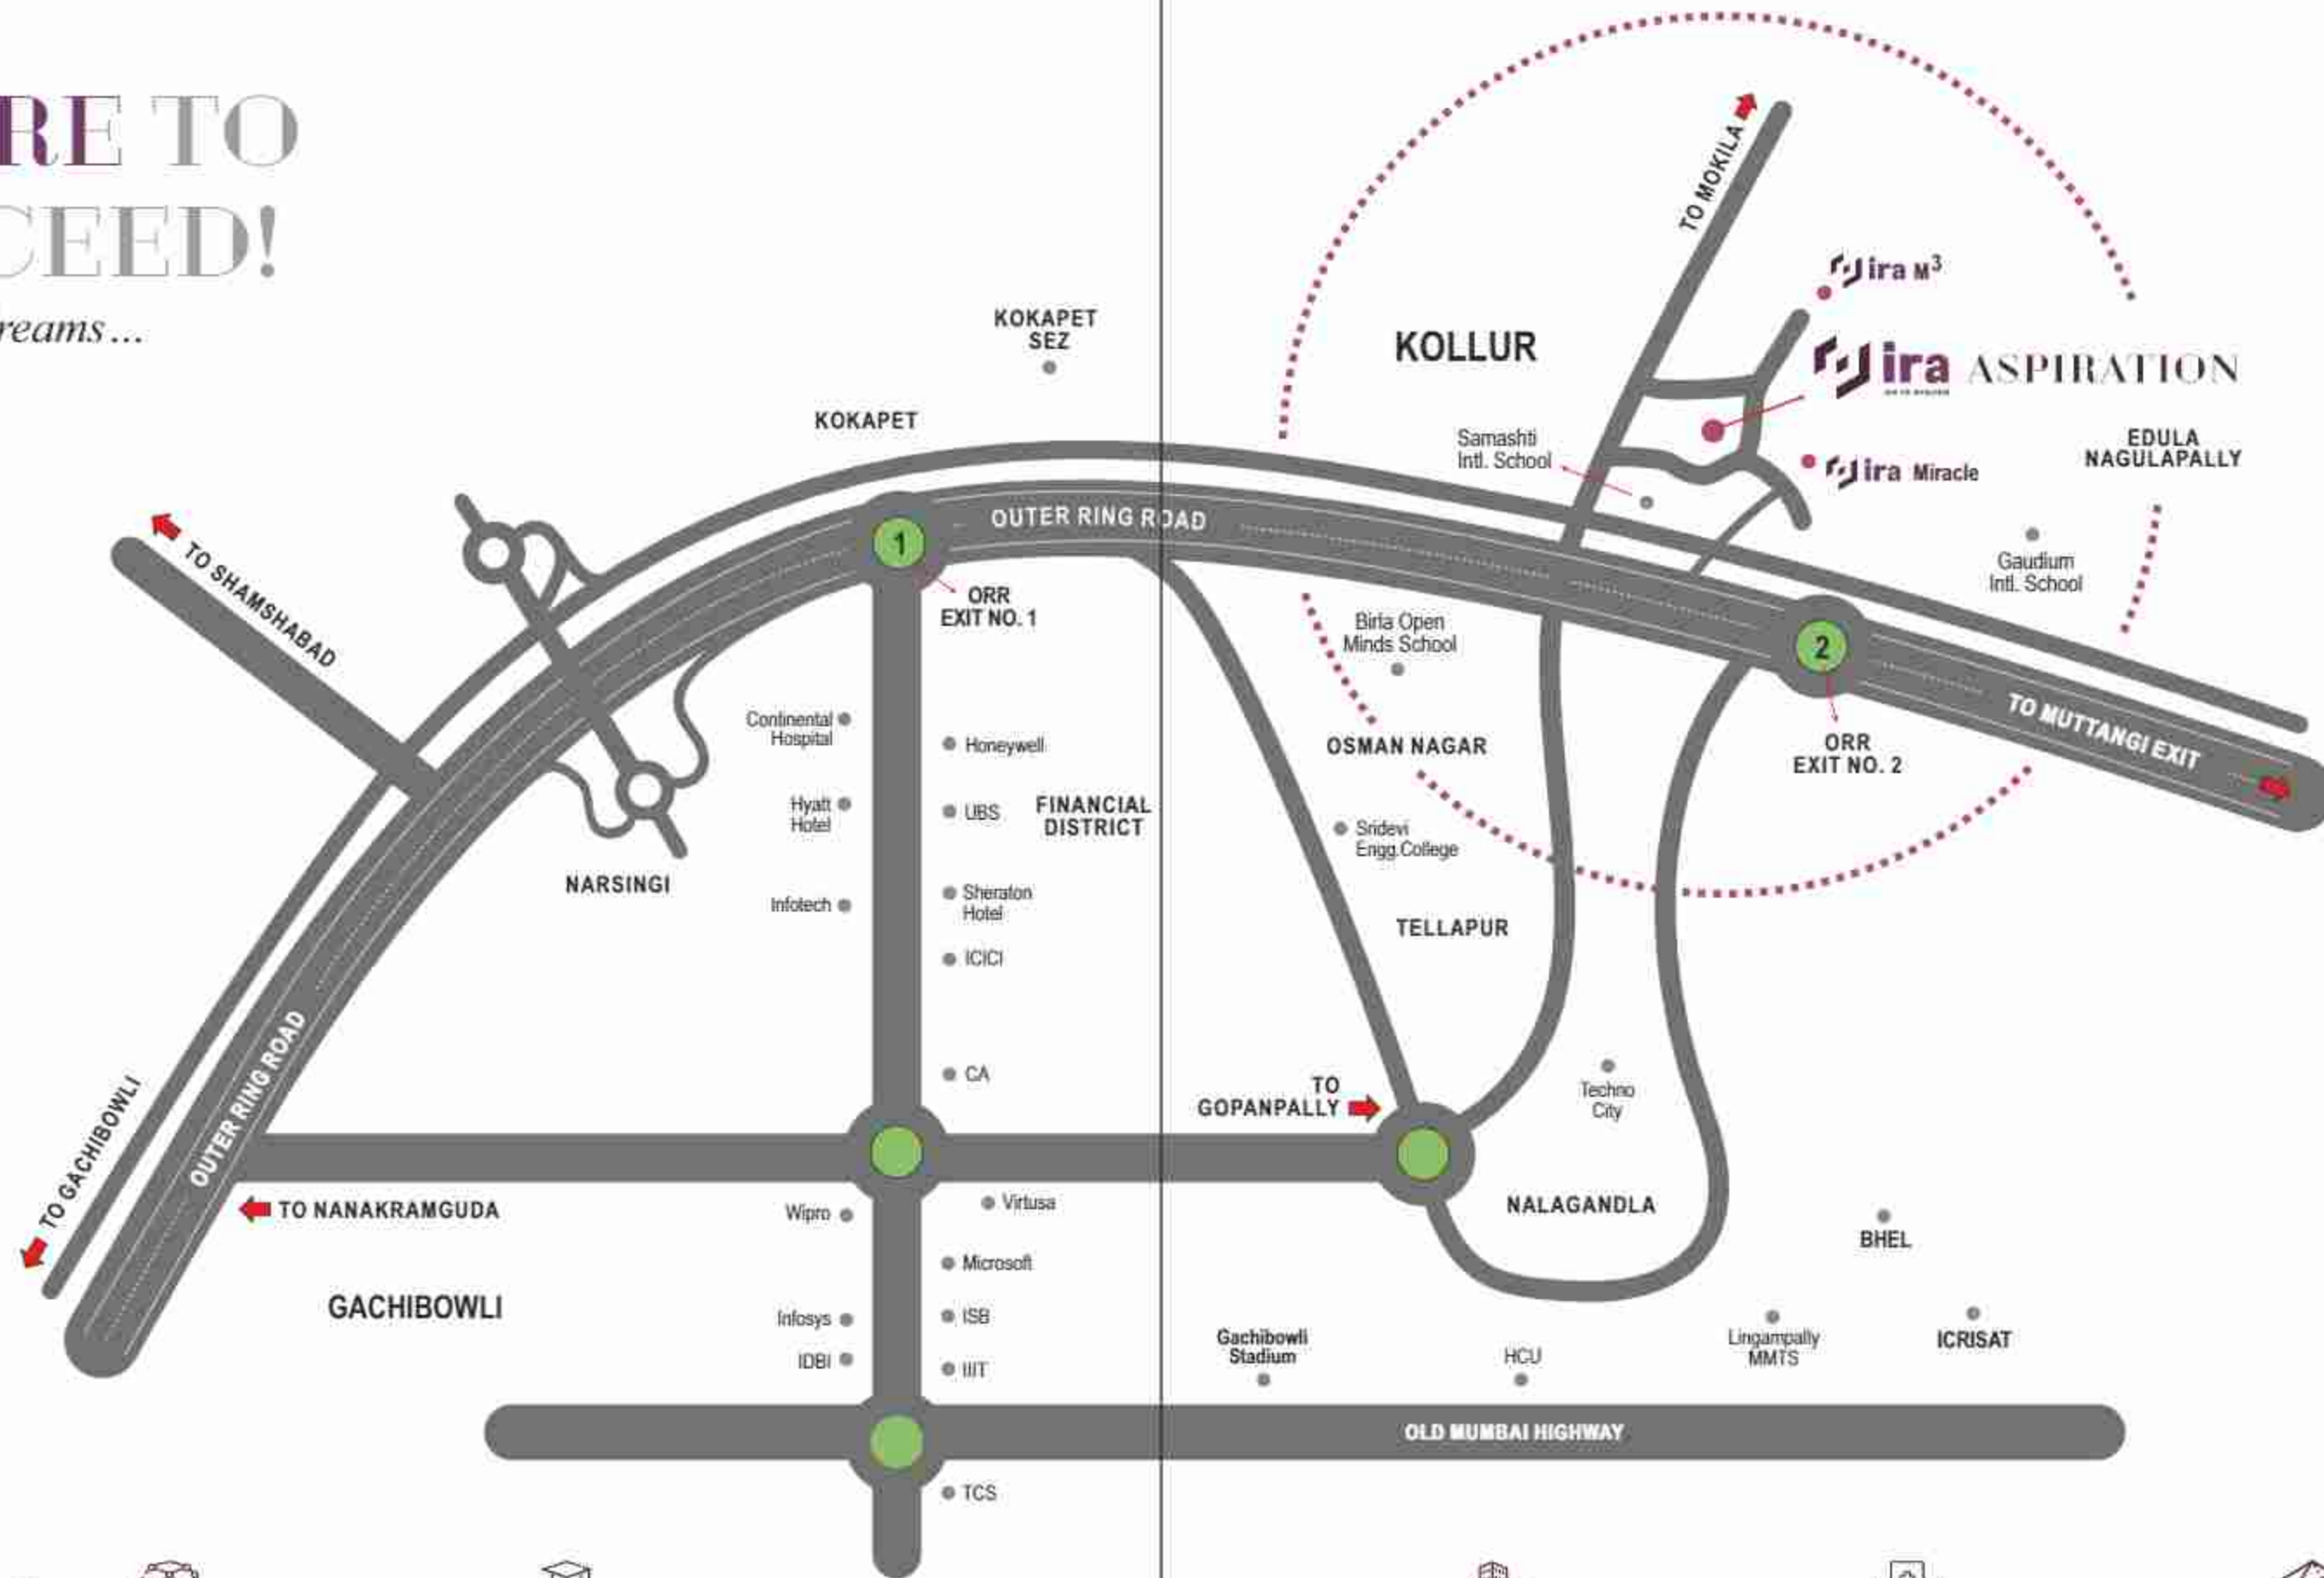 RE TO
CEED!
reams...
TO MOKILA
ira M3
KOKAPET
SEZ
KOLLUR
ira ASPIRATION
KOKAPET
Samashti
Intl. School
EDULA
NAGULAPALLY
ira Miracle
OUTER RING ROAD
1
TO SHAMSHABAD
Gaudium
Intl. School
ORR
EXIT NO. 1
Birla Open
Minds School
2
Continental
Hospital
Honeywell
OSMAN NAGAR
ORR
EXIT NO. 2
TO MUTTANGI EXIT
Hyatt
Hotel
UBS
FINANCIAL
DISTRICT
Sridevi
Engg.College
NARSINGI
Infotech
Sheraton
Hotel
TELLAPUR
ICICI
OUTER RING ROAD
TO GACHIBOWLI
CA
TO
GOPANPALLY
Techno
City
TO NANAKRAMGUDA
Wipro
Virtusa
NALAGANDLA
BHEL
Microsoft
GACHIBOWLI
Infosys
ISB
Gachibowli
Stadium
Lingampally
MMTS
ICRISAT
IDBI
IIIT
HCU
OLD MUMBAI HIGHWAY
TCS